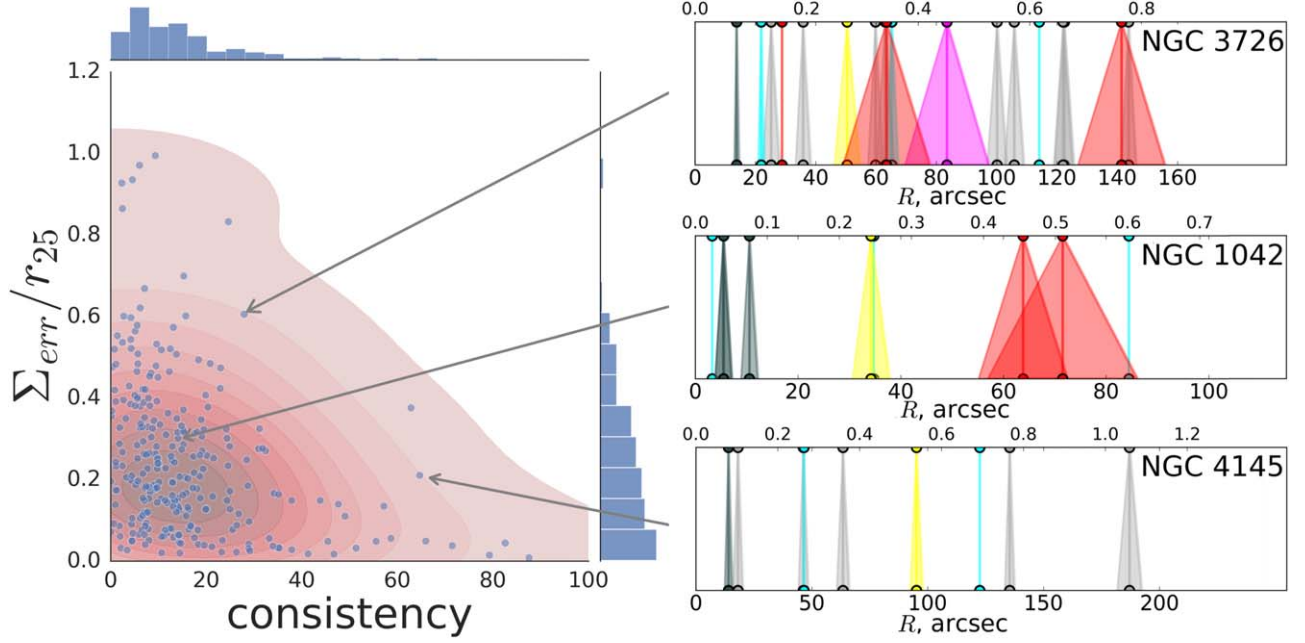 1.2
1.0
0.8
0.6
0.4
0.2
0.0
Σ_err/r_25
0 20 40 60 80 100
consistency
0.0 0.2 0.4 0.6 0.8
NGC 3726
0 20 40 60 80 100 120 140 160
R, arcsec
0.0 0.1 0.2 0.3 0.4 0.5 0.6 0.7
NGC 1042
0 20 40 60 80 100
R, arcsec
0.0 0.2 0.4 0.6 0.8 1.0 1.2
NGC 4145
0 50 100 150 200
R, arcsec